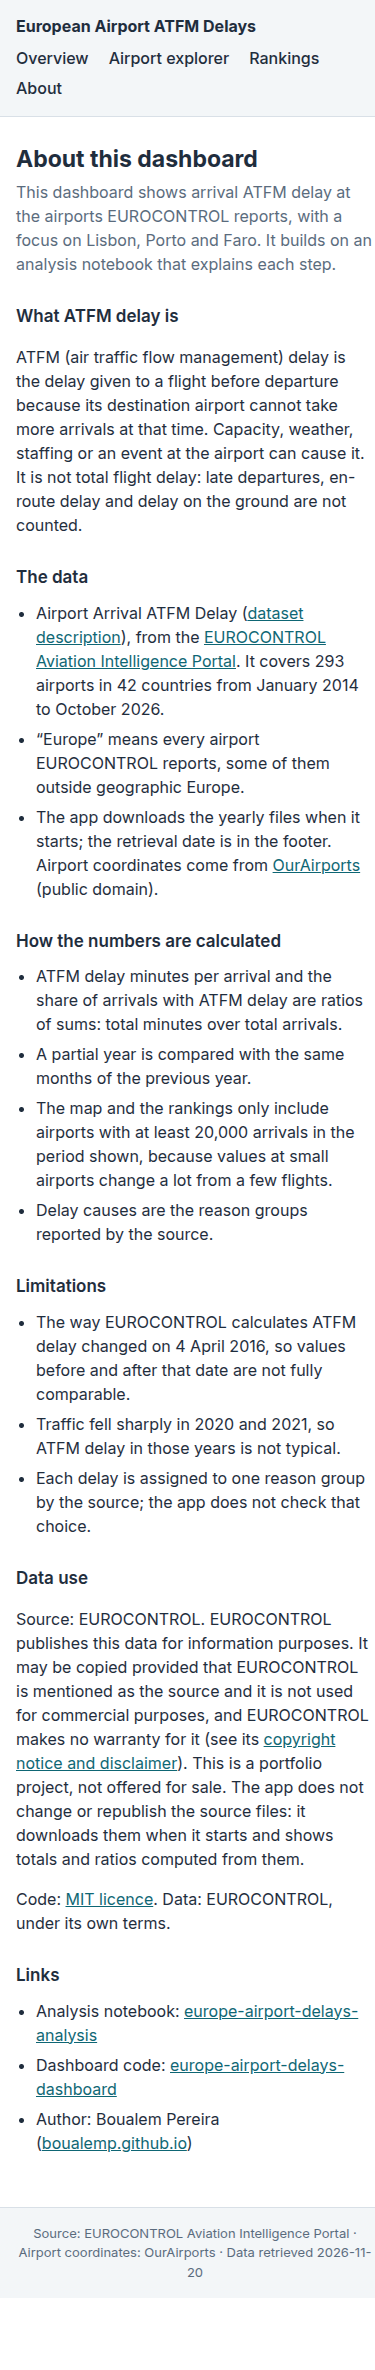 European Airport ATFM Delays
Overview Airport explorer Rankings
About
About this dashboard
This dashboard shows arrival ATFM delay at
the airports EUROCONTROL reports, with a
focus on Lisbon, Porto and Faro. It builds on an
analysis notebook that explains each step.
What ATFM delay is
ATFM (air traffic flow management) delay is
the delay given to a flight before departure
because its destination airport cannot take
more arrivals at that time. Capacity, weather,
staffing or an event at the airport can cause it.
It is not total flight delay: late departures, en-
route delay and delay on the ground are not
counted.
The data
• Airport Arrival ATFM Delay (dataset
description), from the EUROCONTROL
Aviation Intelligence Portal. It covers 293
airports in 42 countries from January 2014
to October 2026.
• “Europe” means every airport
EUROCONTROL reports, some of them
outside geographic Europe.
• The app downloads the yearly files when it
starts; the retrieval date is in the footer.
Airport coordinates come from OurAirports
(public domain).
How the numbers are calculated
• ATFM delay minutes per arrival and the
share of arrivals with ATFM delay are ratios
of sums: total minutes over total arrivals.
• A partial year is compared with the same
months of the previous year.
• The map and the rankings only include
airports with at least 20,000 arrivals in the
period shown, because values at small
airports change a lot from a few flights.
• Delay causes are the reason groups
reported by the source.
Limitations
• The way EUROCONTROL calculates ATFM
delay changed on 4 April 2016, so values
before and after that date are not fully
comparable.
• Traffic fell sharply in 2020 and 2021, so
ATFM delay in those years is not typical.
• Each delay is assigned to one reason group
by the source; the app does not check that
choice.
Data use
Source: EUROCONTROL. EUROCONTROL
publishes this data for information purposes. It
may be copied provided that EUROCONTROL
is mentioned as the source and it is not used
for commercial purposes, and EUROCONTROL
makes no warranty for it (see its copyright
notice and disclaimer). This is a portfolio
project, not offered for sale. The app does not
change or republish the source files: it
downloads them when it starts and shows
totals and ratios computed from them.
Code: MIT licence. Data: EUROCONTROL,
under its own terms.
Links
• Analysis notebook: europe-airport-delays-
analysis
• Dashboard code: europe-airport-delays-
dashboard
• Author: Boualem Pereira
(boualemp.github.io)
Source: EUROCONTROL Aviation Intelligence Portal ·
Airport coordinates: OurAirports · Data retrieved 2026-11-
20